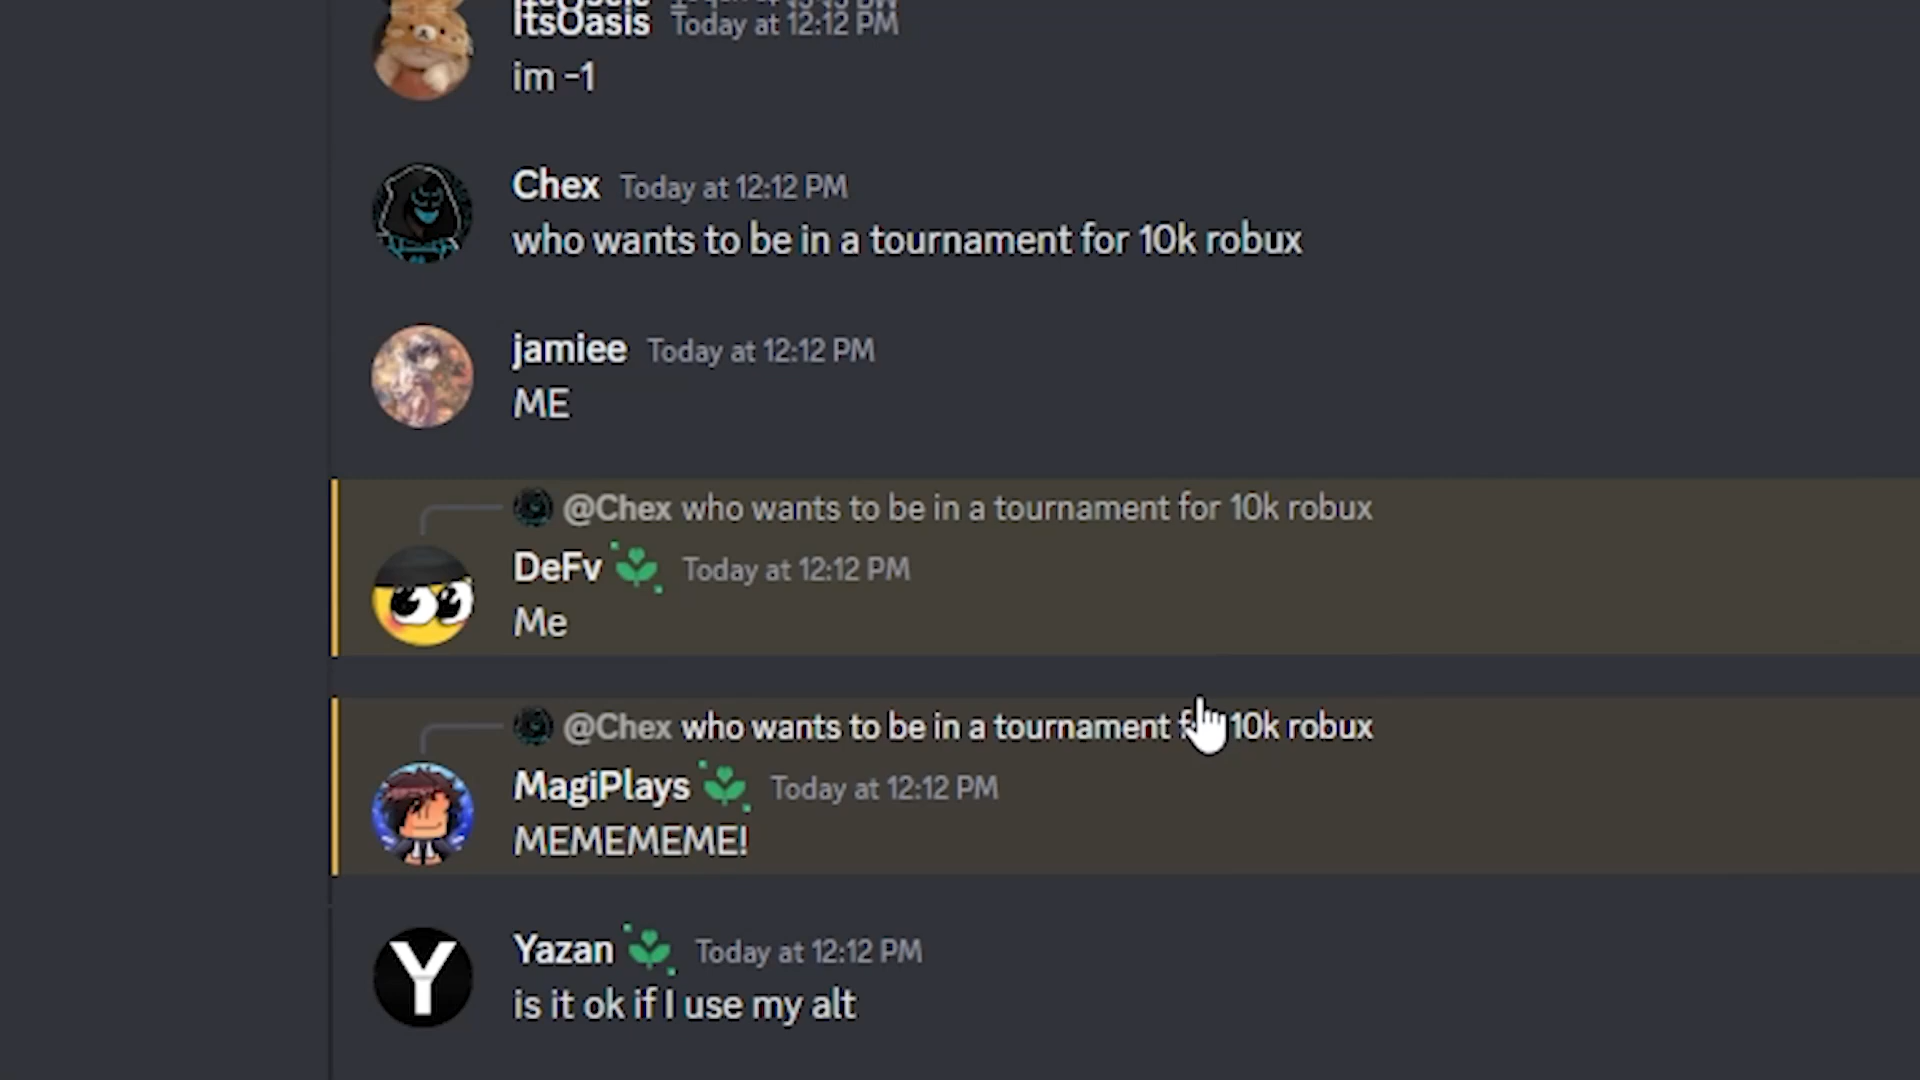 ItsOasis Today at 12:12 PM
im -1
Chex Today at 12:12 PM
who wants to be in a tournament for 10k robux
jamiee Today at 12:12 PM
ME
@Chex who wants to be in a tournament for 10k robux
DeFv Today at 12:12 PM
Me
@Chex who wants to be in a tournament 10k robux
MagiPlays Today at 12:12 PM
MEMEMEME!
Y
Yazan Today at 12:12 PM
is it ok if I use my alt